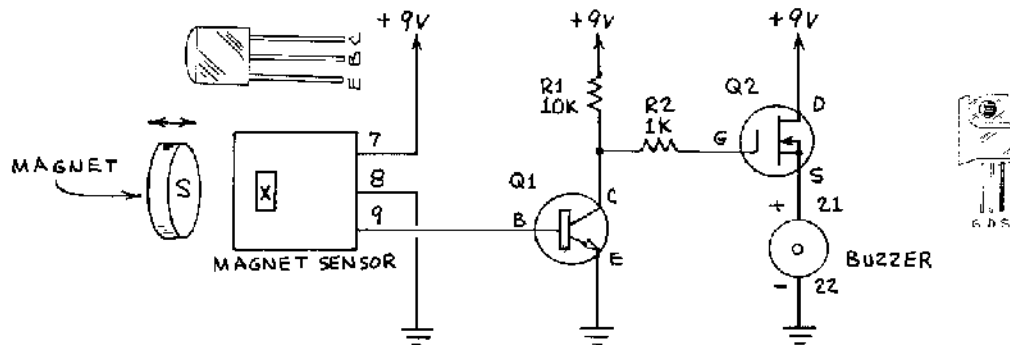 +9V
+9V
+9V
C
B
E
R1
10K
R2
1K
Q2
D
G
S
MAGNET
S
7
8
9
X
MAGNET SENSOR
Q1
B
C
E
+ 21
BUZZER
- 22
G D S